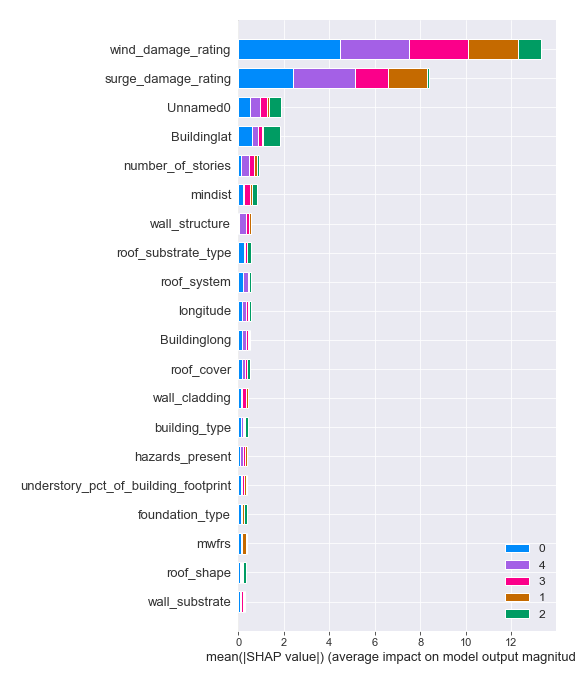 wind_damage_rating
surge_damage_rating
Unnamed0
Buildinglat
number_of_stories
mindist
wall_structure
roof_substrate_type
roof_system
longitude
Buildinglong
roof_cover
wall_cladding
building_type
hazards_present
understory_pct_of_building_footprint
foundation_type
mwfrs
roof_shape
wall_substrate
0
4
3
1
2
0 2 4 6 8 10 12
mean(|SHAP value|) (average impact on model output magnitud